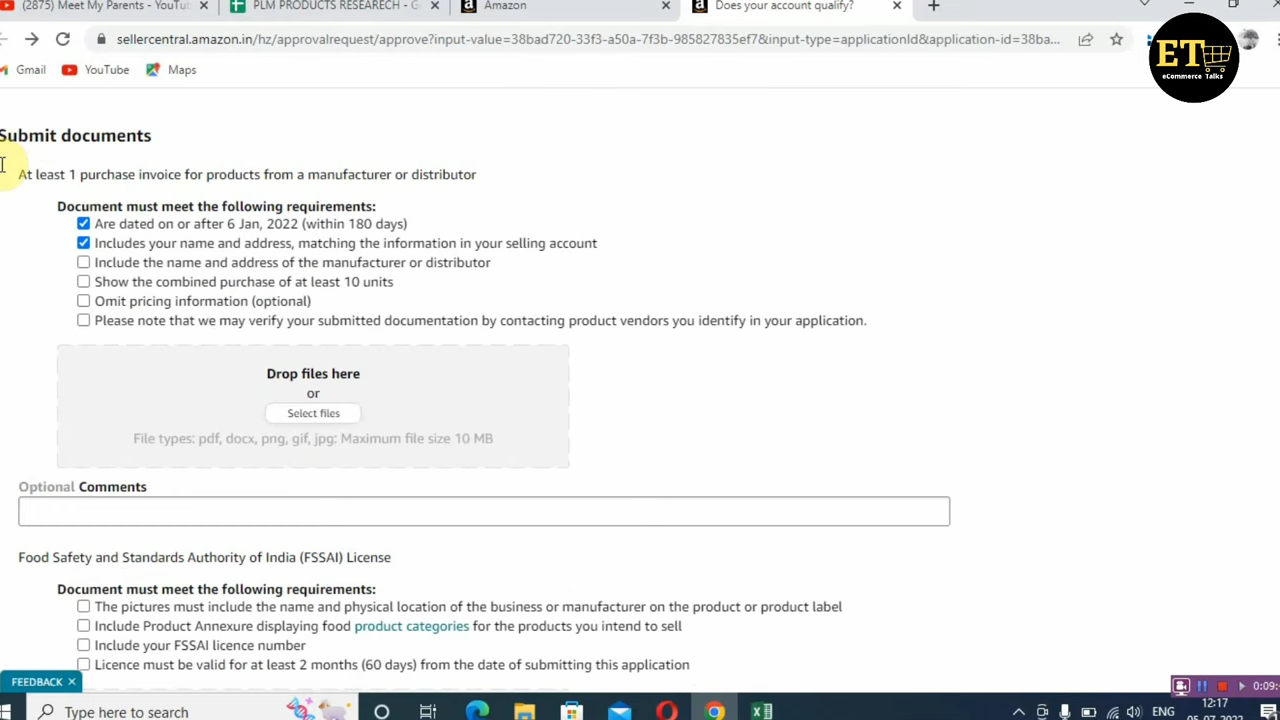 (2875) Meet My Parents - YouTu
PLM PRODUCTS RESEARECH - G
Amazon
Does your account qualify?
sellercentral.amazon.in/hz/approvalrequest/approve?input-value=38bad720-33f3-a50a-7f3b-985827835ef7&input-type=applicationId&application-id=38ba...
Gmail
YouTube
Maps
ET
eCommerce Talks
Submit documents
At least 1 purchase invoice for products from a manufacturer or distributor
Document must meet the following requirements:
Are dated on or after 6 Jan, 2022 (within 180 days)
Includes your name and address, matching the information in your selling account
Include the name and address of the manufacturer or distributor
Show the combined purchase of at least 10 units
Omit pricing information (optional)
Please note that we may verify your submitted documentation by contacting product vendors you identify in your application.
Drop files here
or
Select files
File types: pdf, docx, png, gif, jpg: Maximum file size 10 MB
Optional Comments
Food Safety and Standards Authority of India (FSSAI) License
Document must meet the following requirements:
The pictures must include the name and physical location of the business or manufacturer on the product or product label
Include Product Annexure displaying food product categories for the products you intend to sell
Include your FSSAI licence number
Licence must be valid for at least 2 months (60 days) from the date of submitting this application
FEEDBACK
0:09:
Type here to search
ENG
12:17
05-07-2022